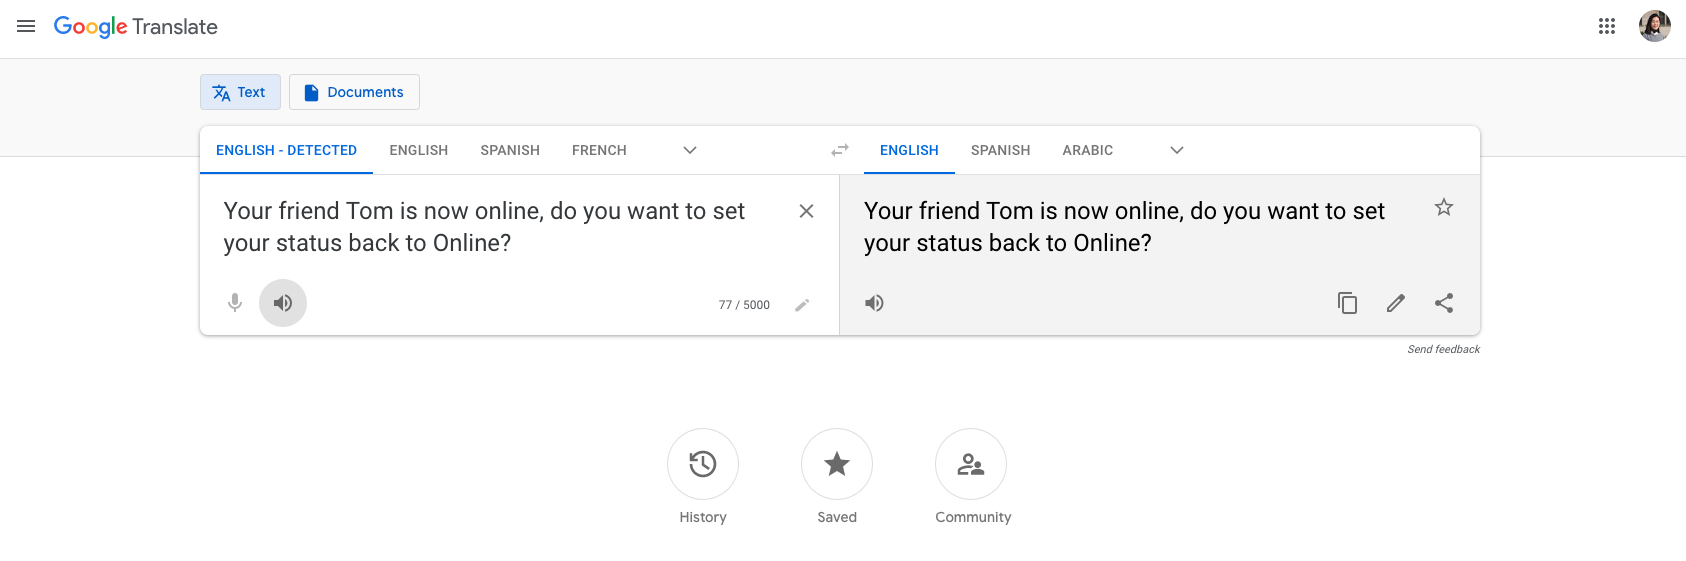 Google Translate
Text
Documents
ENGLISH - DETECTED
ENGLISH
SPANISH
FRENCH
ENGLISH
SPANISH
ARABIC
Your friend Tom is now online, do you want to set
your status back to Online?
77 / 5000
Your friend Tom is now online, do you want to set
your status back to Online?
Send feedback
History
Saved
Community